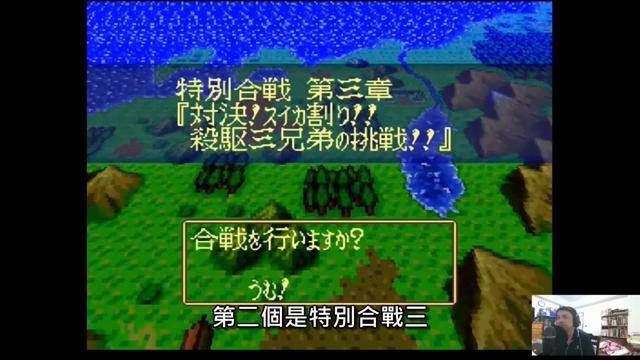 特別合戦 第三章
『対決!スイカ割り!!
殺駆三兄弟の挑戦!!』
合戦を行いますか?
うむ!
第二個是特別合戰三